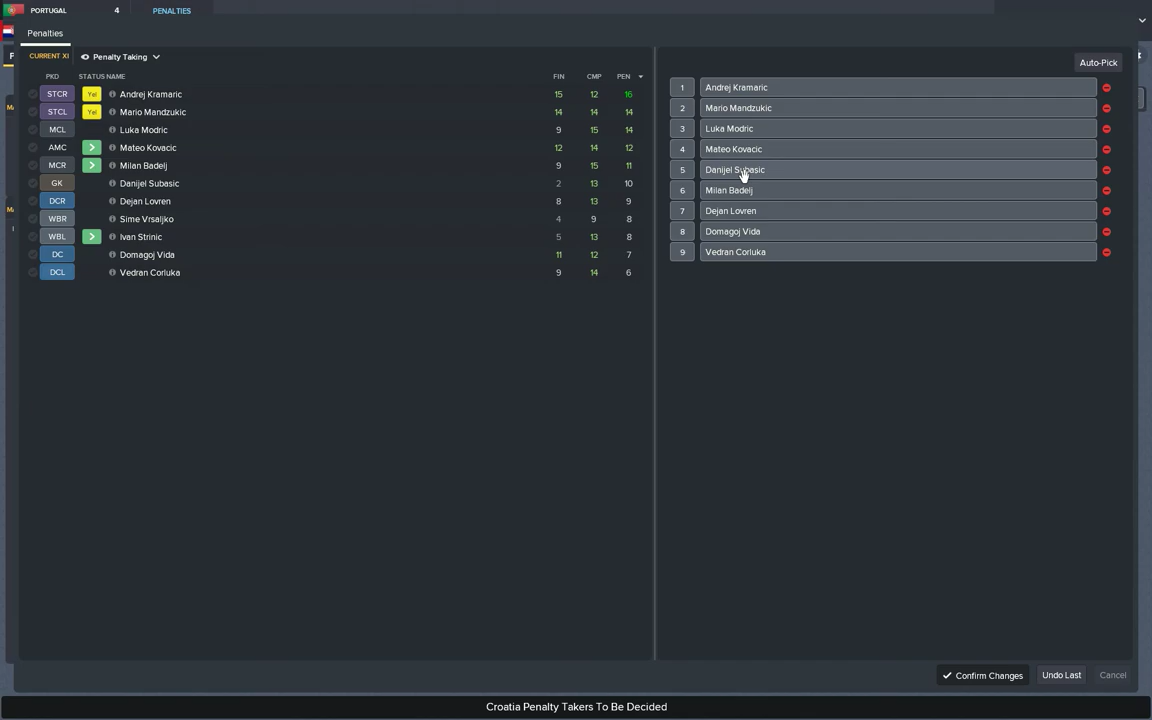 PORTUGAL 4 PENALTIES
Penalties
CURRENT XI Penalty Taking Auto-Pick
PKD STATUS NAME FIN CMP PEN
STCR Yel Andrej Kramaric 15 12 16
STCL Yel Mario Mandzukic 14 14 14
MCL Luka Modric 9 15 14
AMC Mateo Kovacic 12 14 12
MCR Milan Badelj 9 15 11
GK Danijel Subasic 2 13 10
DCR Dejan Lovren 8 13 9
WBR Sime Vrsaljko 4 9 8
WBL Ivan Strinic 5 13 8
DC Domagoj Vida 11 12 7
DCL Vedran Corluka 9 14 6
1 Andrej Kramaric
2 Mario Mandzukic
3 Luka Modric
4 Mateo Kovacic
5 Danijel Subasic
6 Milan Badelj
7 Dejan Lovren
8 Domagoj Vida
9 Vedran Corluka
Confirm Changes Undo Last Cancel
Croatia Penalty Takers To Be Decided